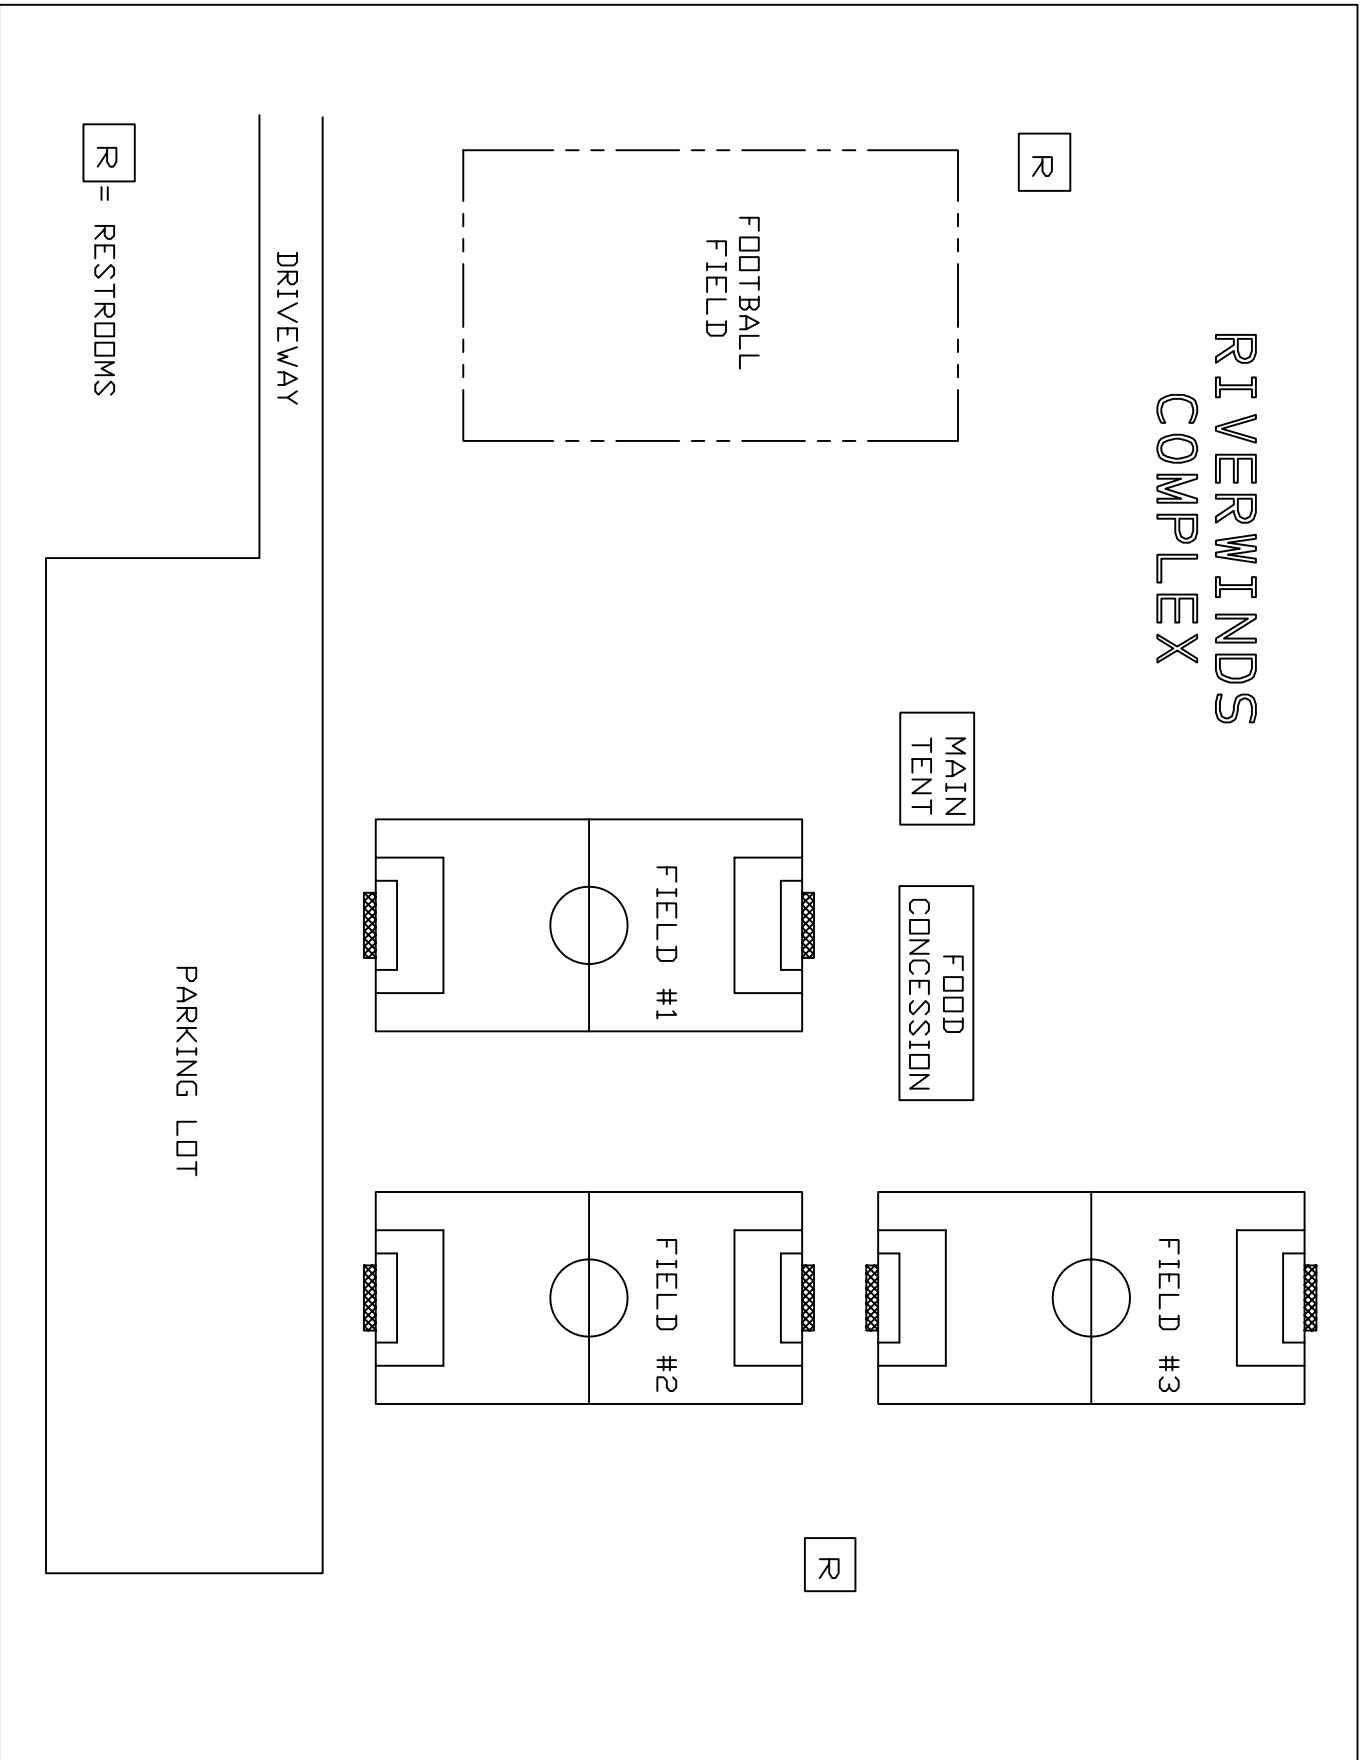 RIVERWINDS
COMPLEX
R
FIELD #3
MAIN
TENT
FOOD
CONCESSION
R
FOOTBALL
FIELD
FIELD #1
FIELD #2
DRIVEWAY
PARKING LOT
R = RESTROOMS